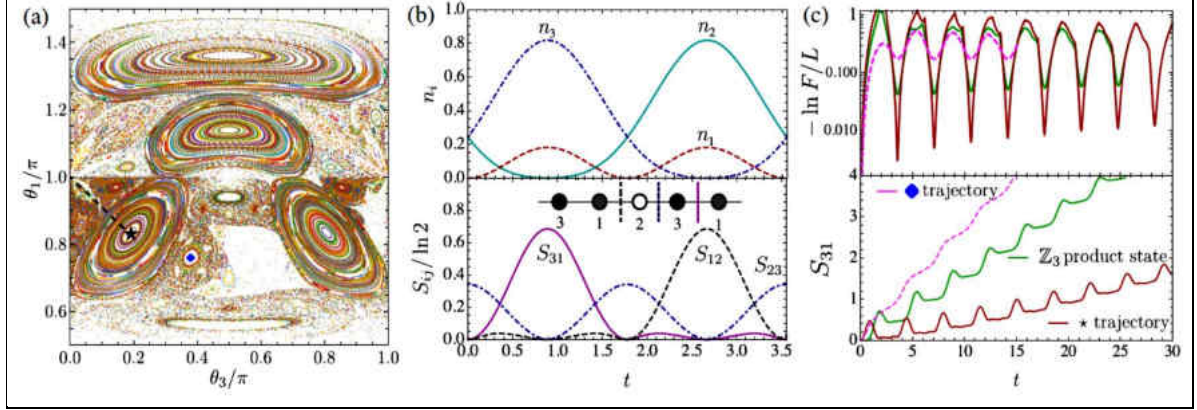 (a)
1.4
1.2
1.0
0.8
0.6
θ₁/π
0.0 0.2 0.4 0.6 0.8 1.0
θ₃/π
(b)
1.0
0.8
0.6
0.4
0.2
0.0
nᵢ
n₃
n₂
n₁
3 1 2 3 1
0.8
0.6
0.4
0.2
0.0
Sᵢⱼ/ ln 2
S₃₁
S₁₂
S₂₃
0.0 0.5 1.0 1.5 2.0 2.5 3.0 3.5
t
(c)
1
0.100
0.010
− ln F/L
4
3
2
1
0
S₃₁
trajectory
ℤ₃ product state
⋆ trajectory
0 5 10 15 20 25 30
t